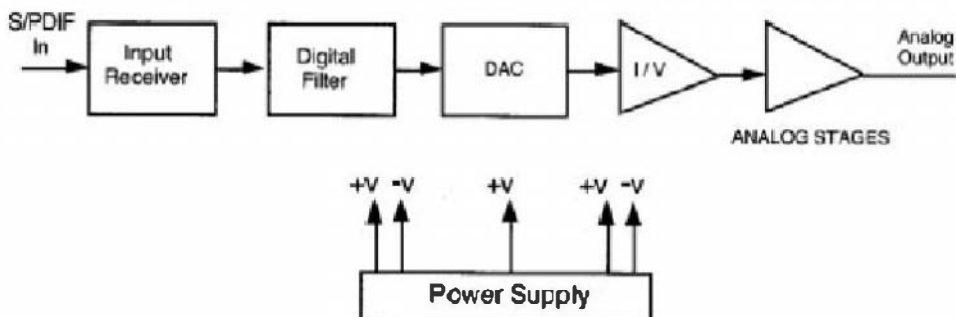 S/PDIF
In
Input
Receiver
Digital
Filter
DAC
I / V
Analog
Output
ANALOG STAGES
+V -V +V +V -V
Power Supply